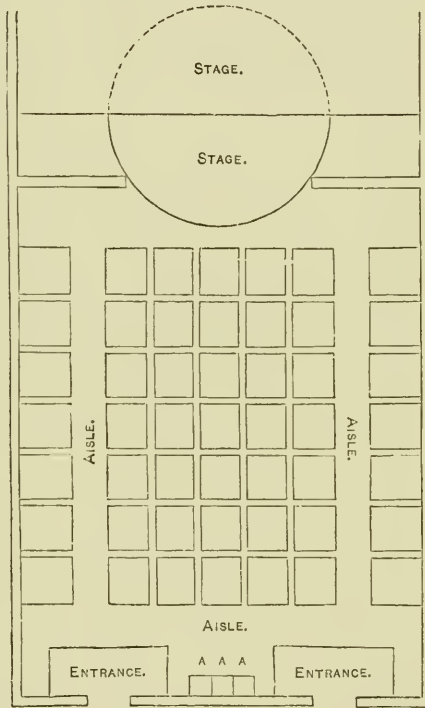 STAGE.
STAGE.
AISLE.
AISLE.
AISLE.
A A A
ENTRANCE.
ENTRANCE.